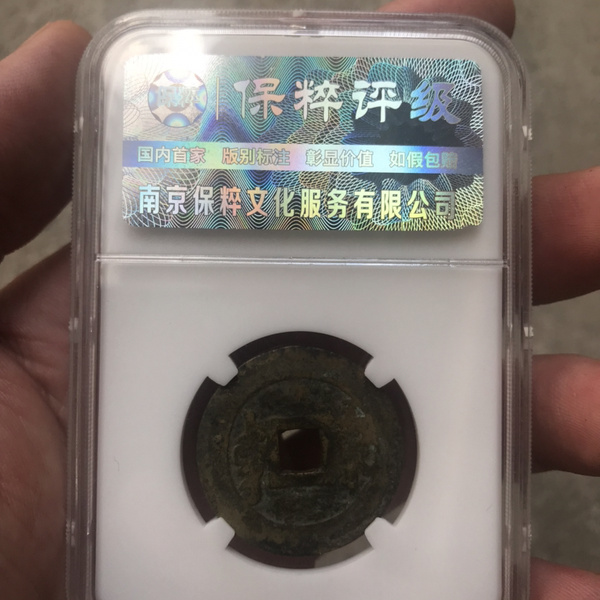 保粹评级
国内首家 版别标注 彰显价值 如假包赔
南京保粹文化服务有限公司